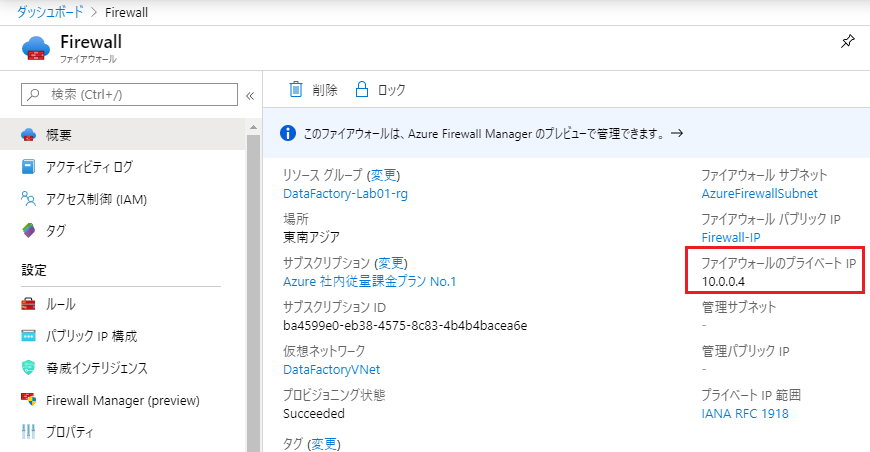 ダッシュボード > Firewall
Firewall
ファイアウォール
検索 (Ctrl+/)
«
概要
アクティビティ ログ
アクセス制御 (IAM)
タグ
設定
ルール
パブリック IP 構成
脅威インテリジェンス
Firewall Manager (preview)
プロパティ
削除 ロック
このファイアウォールは、Azure Firewall Manager のプレビューで管理できます。 →
リソース グループ (変更)
DataFactory-Lab01-rg
場所
東南アジア
サブスクリプション (変更)
Azure 社内従量課金プラン No.1
サブスクリプション ID
ba4599e0-eb38-4575-8c83-4b4b4bacea6e
仮想ネットワーク
DataFactoryVNet
プロビジョニング状態
Succeeded
タグ (変更)
ファイアウォール サブネット
AzureFirewallSubnet
ファイアウォール パブリック IP
Firewall-IP
ファイアウォールのプライベート IP
10.0.0.4
管理サブネット
-
管理パブリック IP
-
プライベート IP 範囲
IANA RFC 1918